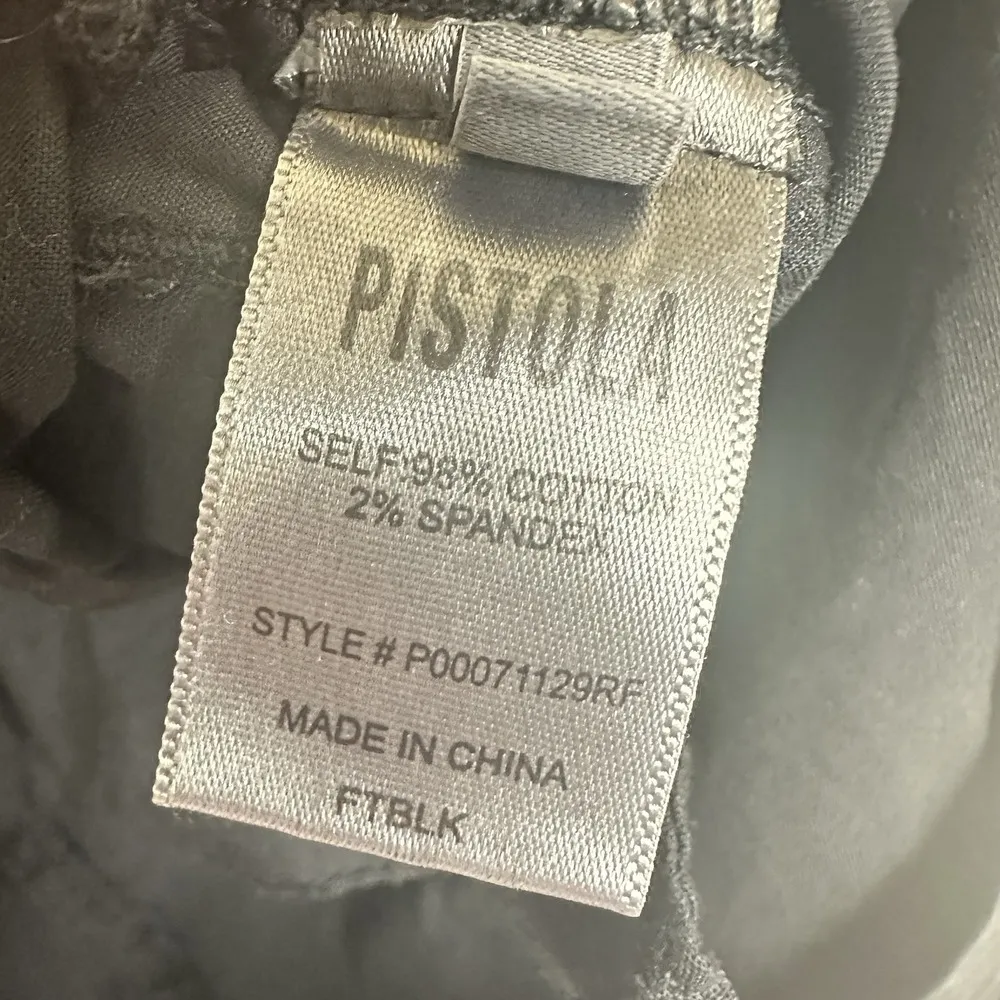 PISTOLA
SELF:98% COTTON
2% SPANDEX
STYLE # P00071129RF
MADE IN CHINA
FTBLK